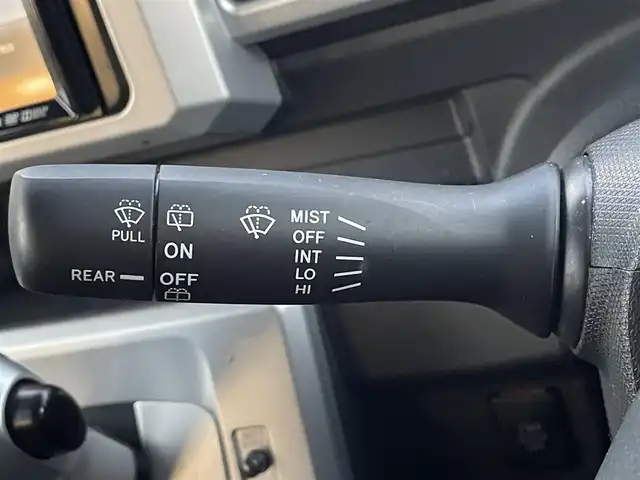 PULL
REAR
ON
OFF
MIST
OFF
INT
LO
HI